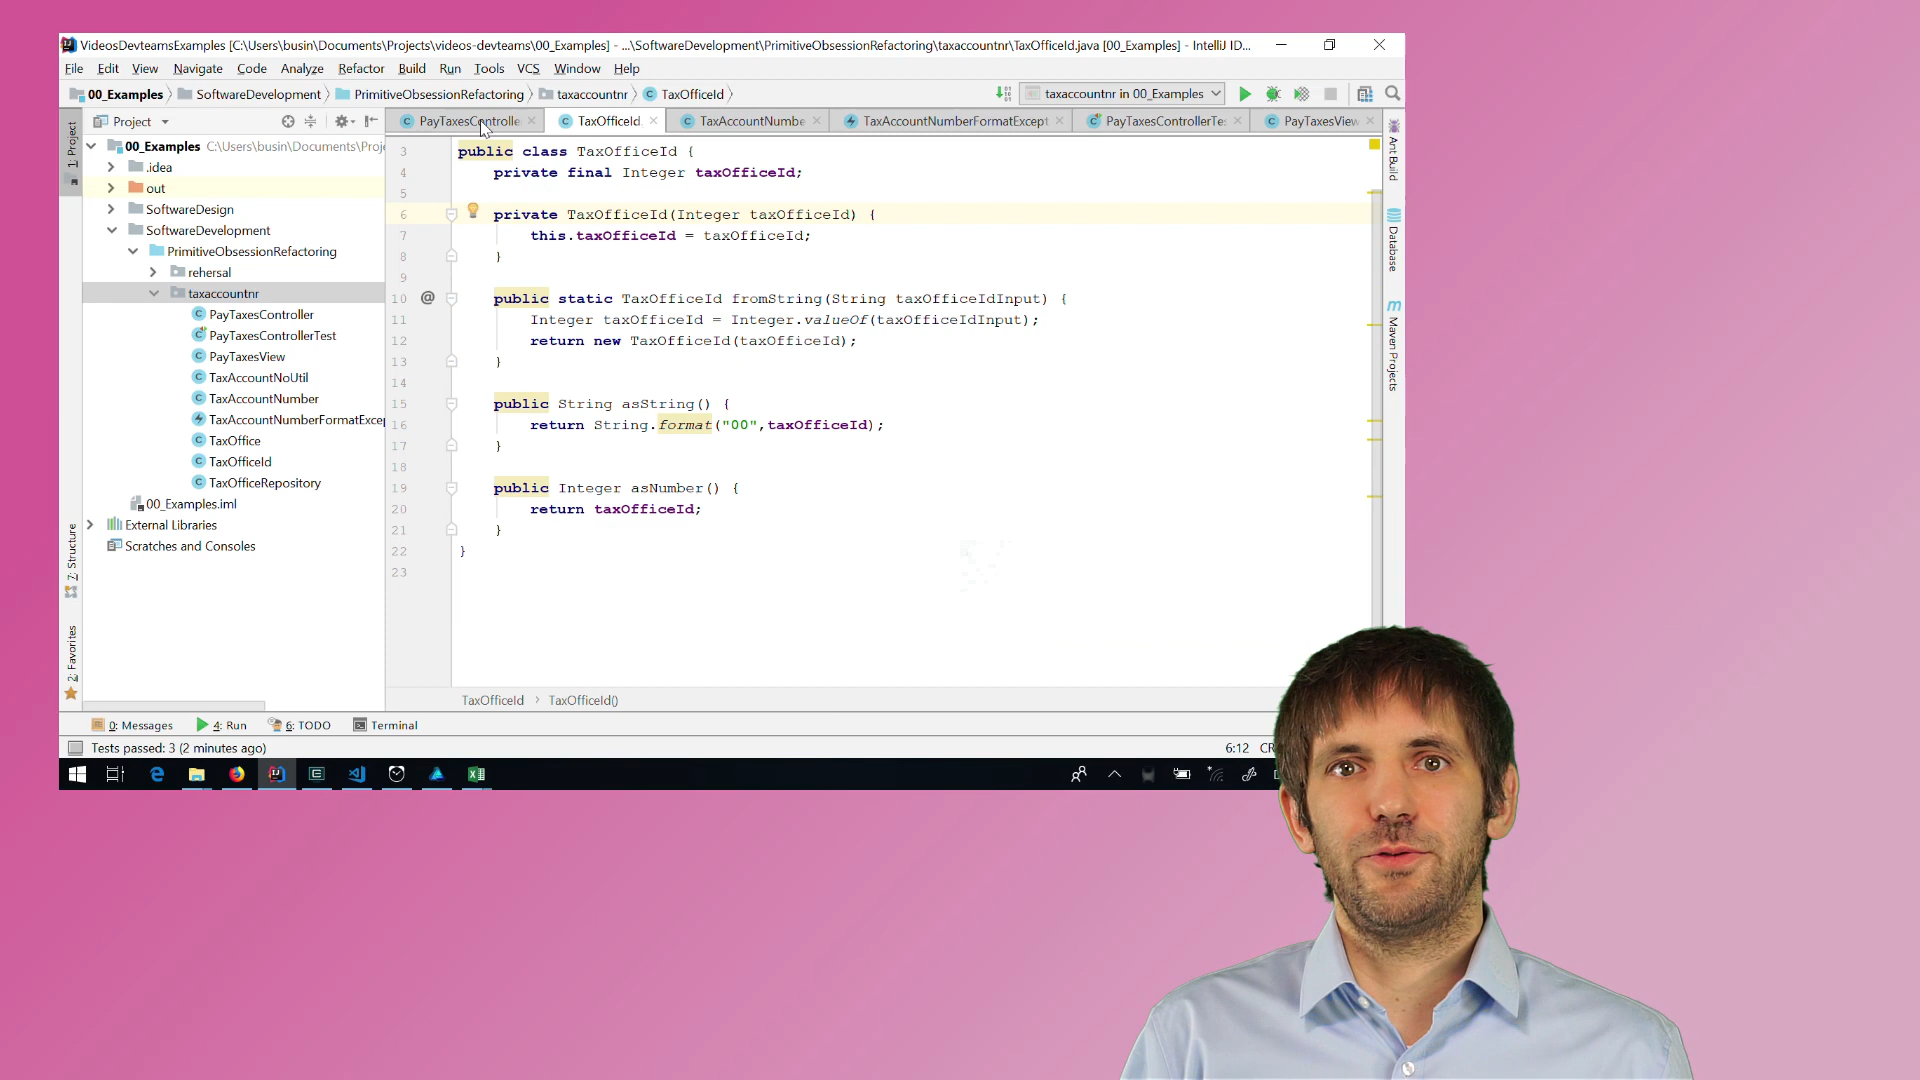 VideosDevteamsExamples [C:\Users\busin\Documents\Projects\videos-devteams\00_Examples] - ...\SoftwareDevelopment\PrimitiveObsessionRefactoring\taxaccountnr\TaxOfficeId.java [00_Examples] - IntelliJ ID...
File Edit View Navigate Code Analyze Refactor Build Run Tools VCS Window Help
00_Examples SoftwareDevelopment PrimitiveObsessionRefactoring taxaccountnr TaxOfficeId
taxaccountnr in 00_Examples
Project
PayTaxesControlle TaxOfficeId TaxAccountNumbe TaxAccountNumberFormatExcept PayTaxesControllerTe PayTaxesView
1: Project
7: Structure
2: Favorites
00_Examples C:\Users\busin\Documents\Proje
.idea
out
SoftwareDesign
SoftwareDevelopment
PrimitiveObsessionRefactoring
rehersal
taxaccountnr
PayTaxesController
PayTaxesControllerTest
PayTaxesView
TaxAccountNoUtil
TaxAccountNumber
TaxAccountNumberFormatExcep
TaxOffice
TaxOfficeId
TaxOfficeRepository
00_Examples.iml
External Libraries
Scratches and Consoles
3 public class TaxOfficeId {
4 private final Integer taxOfficeId;
5
6 private TaxOfficeId(Integer taxOfficeId) {
7 this.taxOfficeId = taxOfficeId;
8 }
9
10 @ public static TaxOfficeId fromString(String taxOfficeIdInput) {
11 Integer taxOfficeId = Integer.valueOf(taxOfficeIdInput);
12 return new TaxOfficeId(taxOfficeId);
13 }
14
15 public String asString() {
16 return String.format("00",taxOfficeId);
17 }
18
19 public Integer asNumber() {
20 return taxOfficeId;
21 }
22 }
23
Ant Build
Database
Maven Projects
TaxOfficeId › TaxOfficeId()
0: Messages 4: Run 6: TODO Terminal
Tests passed: 3 (2 minutes ago)
6:12 CR